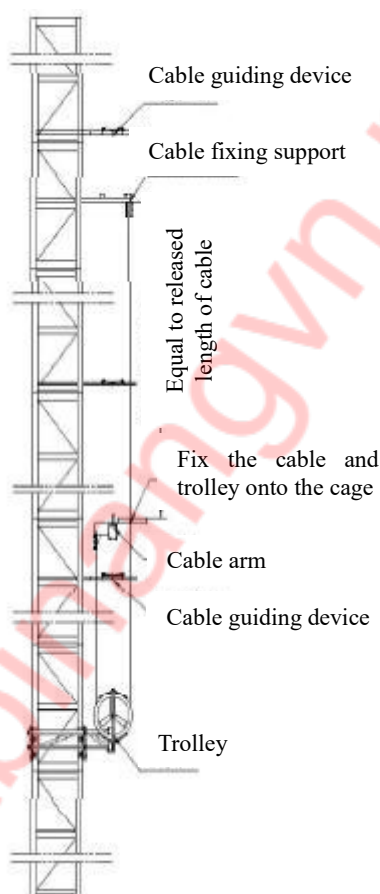 Cable guiding device
Cable fixing support
Equal to released
length of cable
Fix the cable and
trolley onto the cage
Cable arm
Cable guiding device
Trolley